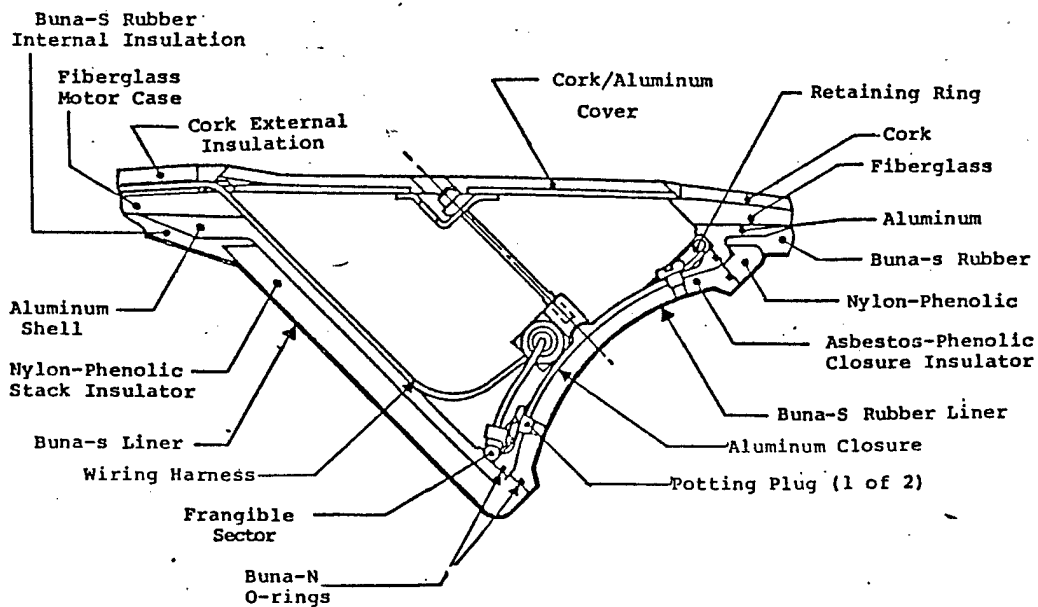 Buna-S Rubber
Internal Insulation
Fiberglass
Motor Case
Cork External
Insulation
Cork/Aluminum
Cover
Retaining Ring
Cork
Fiberglass
Aluminum
Buna-s Rubber
Nylon-Phenolic
Asbestos-Phenolic
Closure Insulator
Buna-S Rubber Liner
Aluminum Closure
Potting Plug (1 of 2)
Aluminum
Shell
Nylon-Phenolic
Stack Insulator
Buna-s Liner
Wiring Harness
Frangible
Sector
Buna-N
O-rings